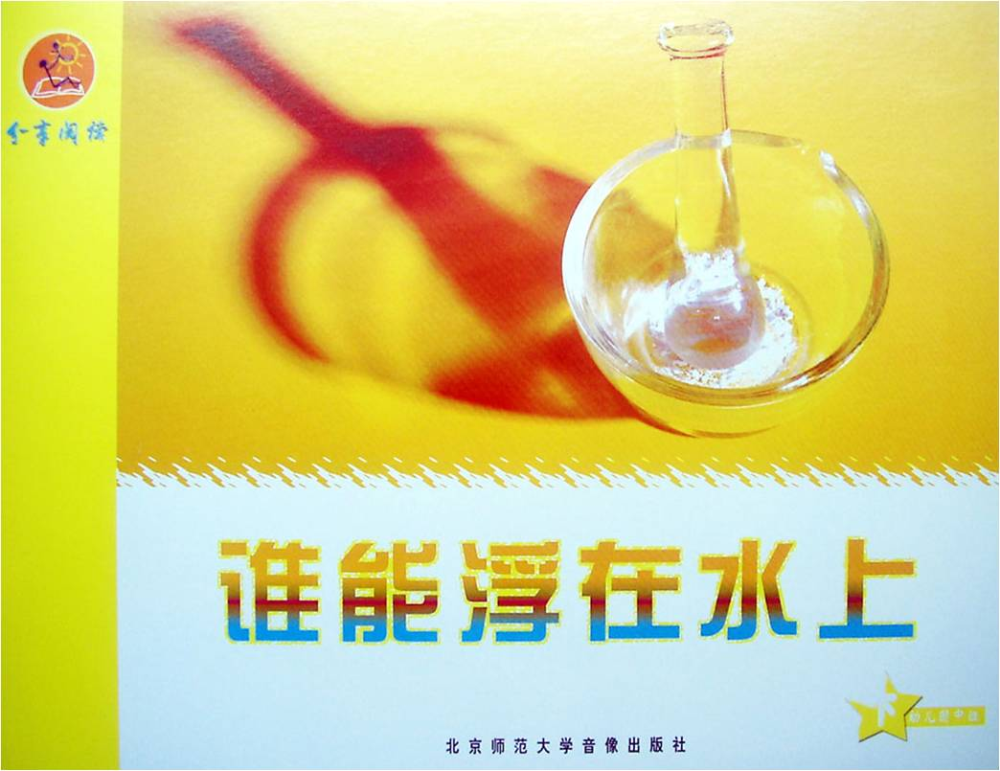 分享阅读
谁能浮在水上
下
幼儿园中班
北京师范大学音像出版社